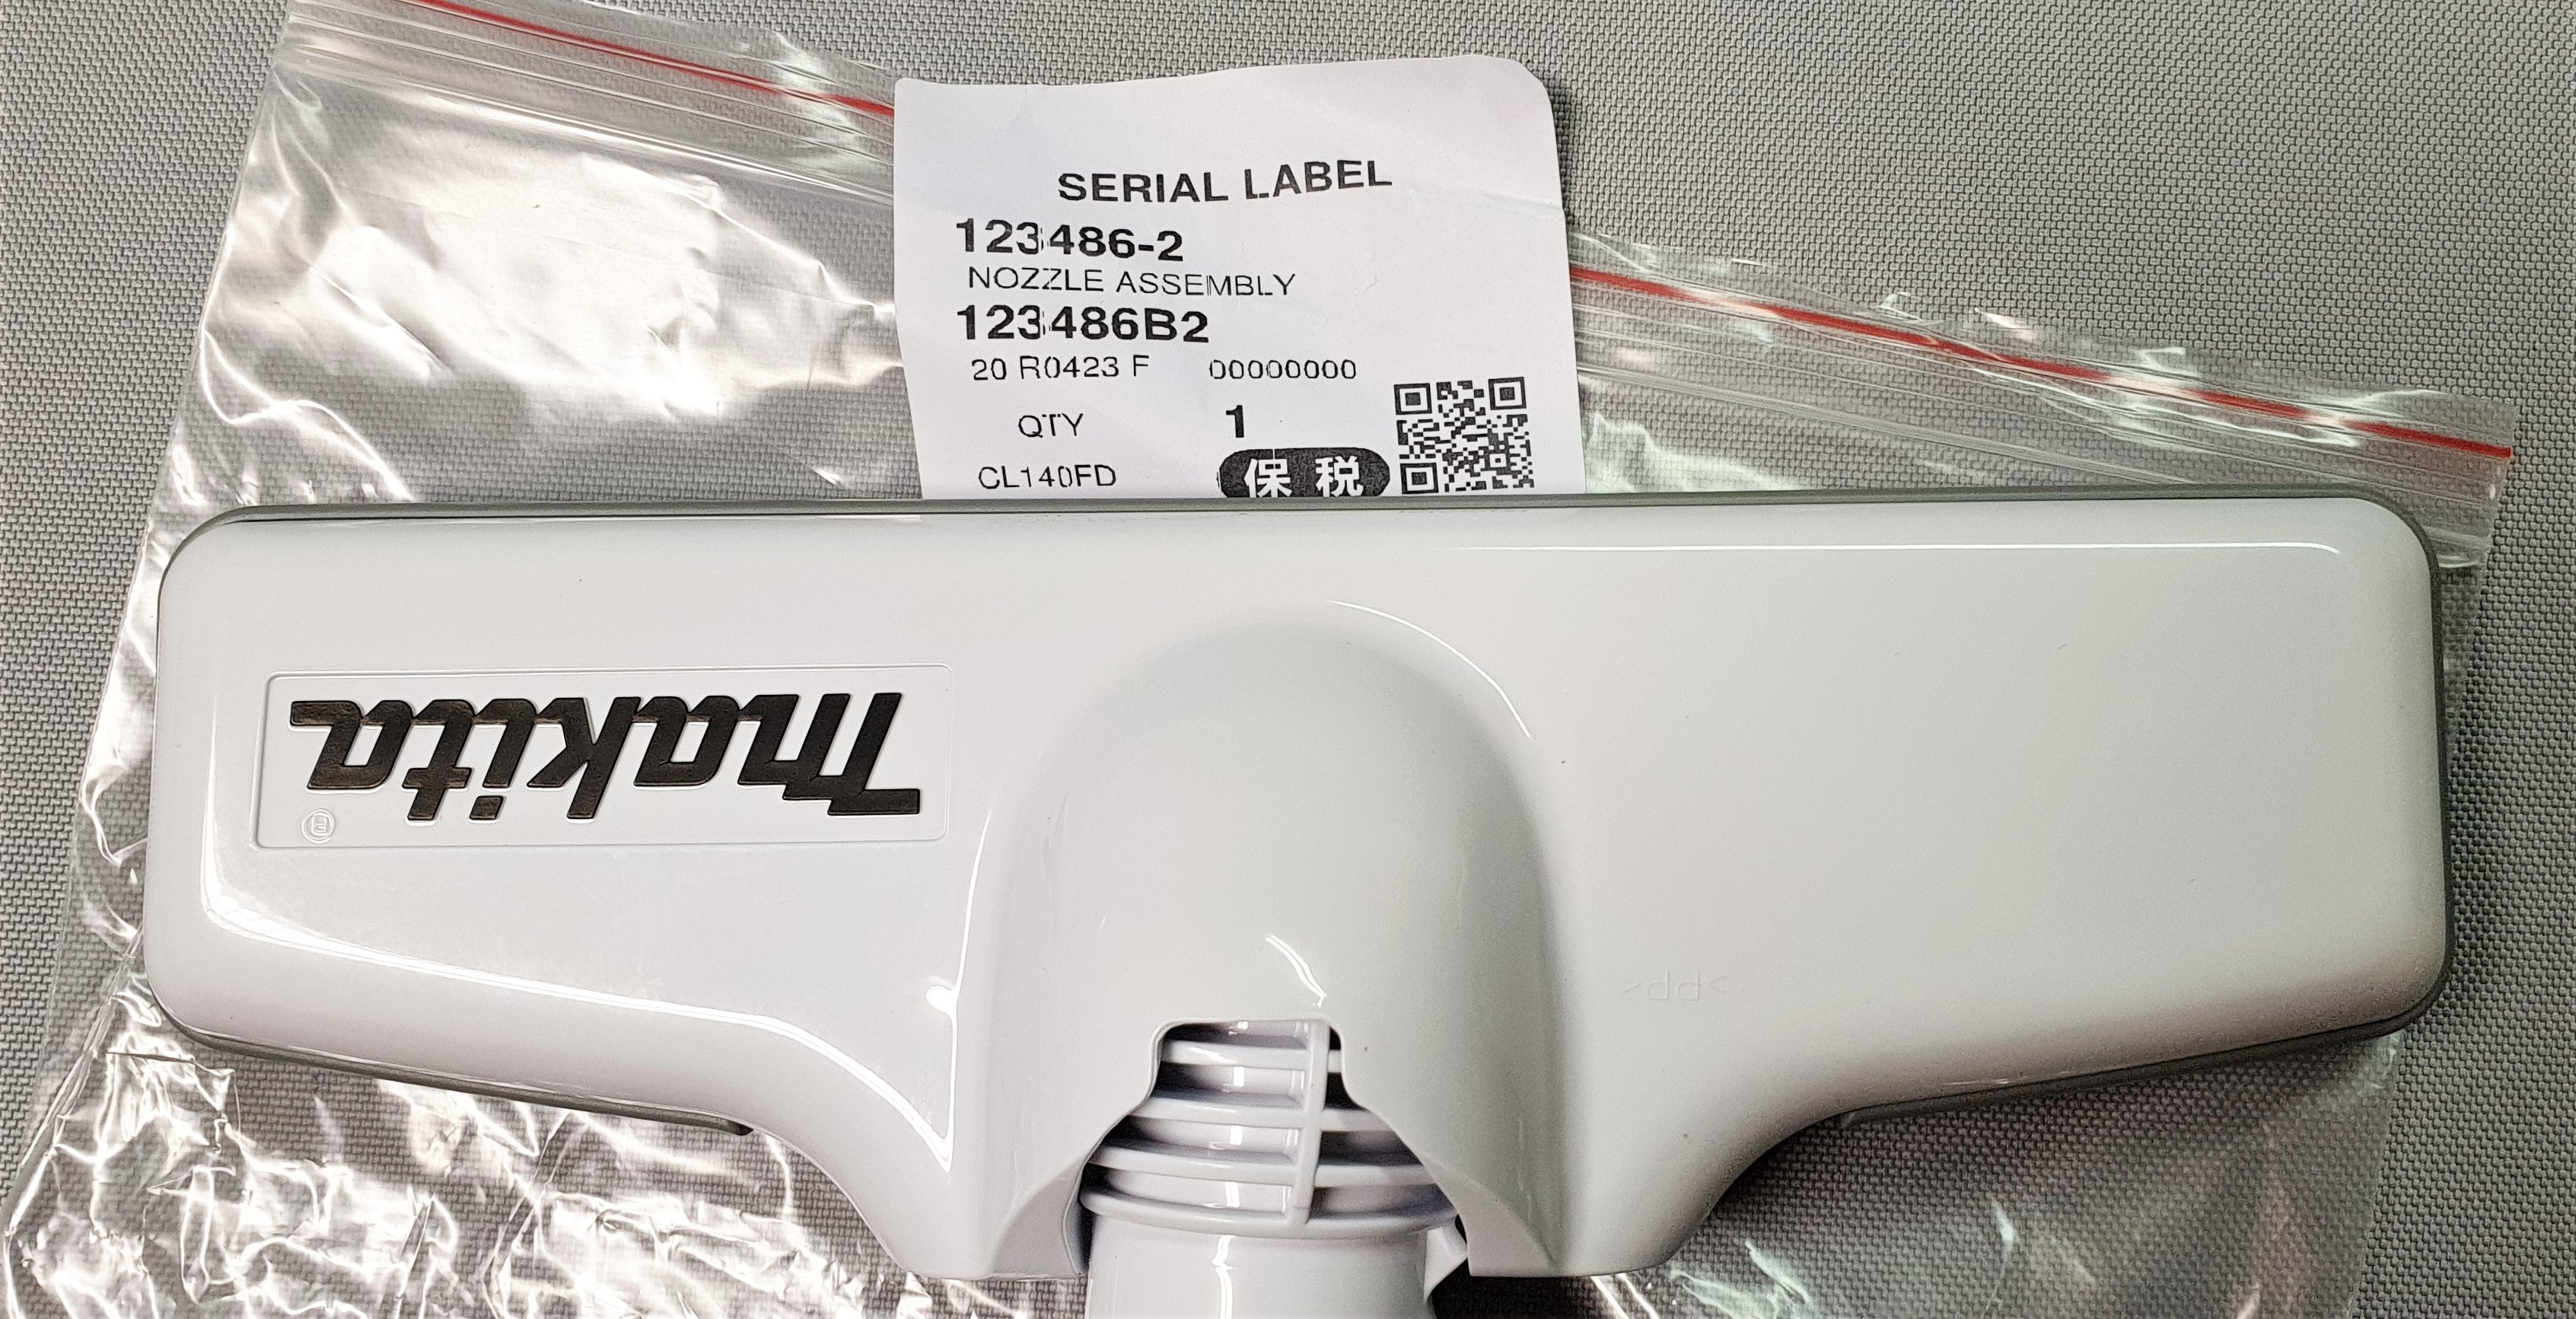 SERIAL LABEL
123486-2
NOZZLE ASSEMBLY
123486B2
20 R0423 F 00000000
QTY 1
CL140FD 保税
makita
®
>PP<